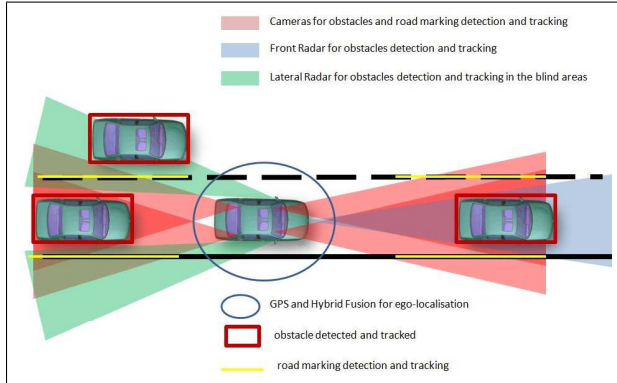 Cameras for obstacles and road marking detection and tracking
Front Radar for obstacles detection and tracking
Lateral Radar for obstacles detection and tracking in the blind areas
GPS and Hybrid Fusion for ego-localisation
obstacle detected and tracked
road marking detection and tracking